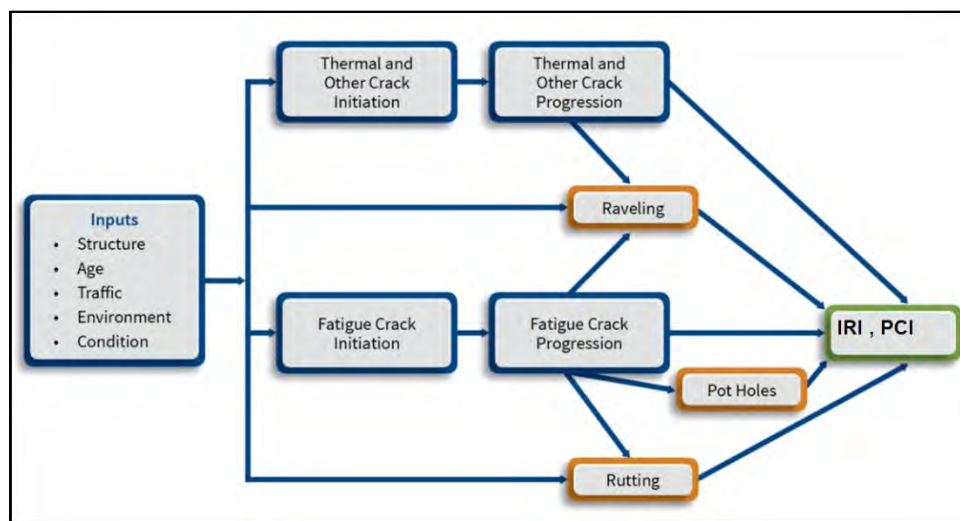 Thermal and
Other Crack
Initiation
Thermal and
Other Crack
Progression
Raveling
Inputs
• Structure
• Age
• Traffic
• Environment
• Condition
Fatigue Crack
Initiation
Fatigue Crack
Progression
IRI , PCI
Pot Holes
Rutting